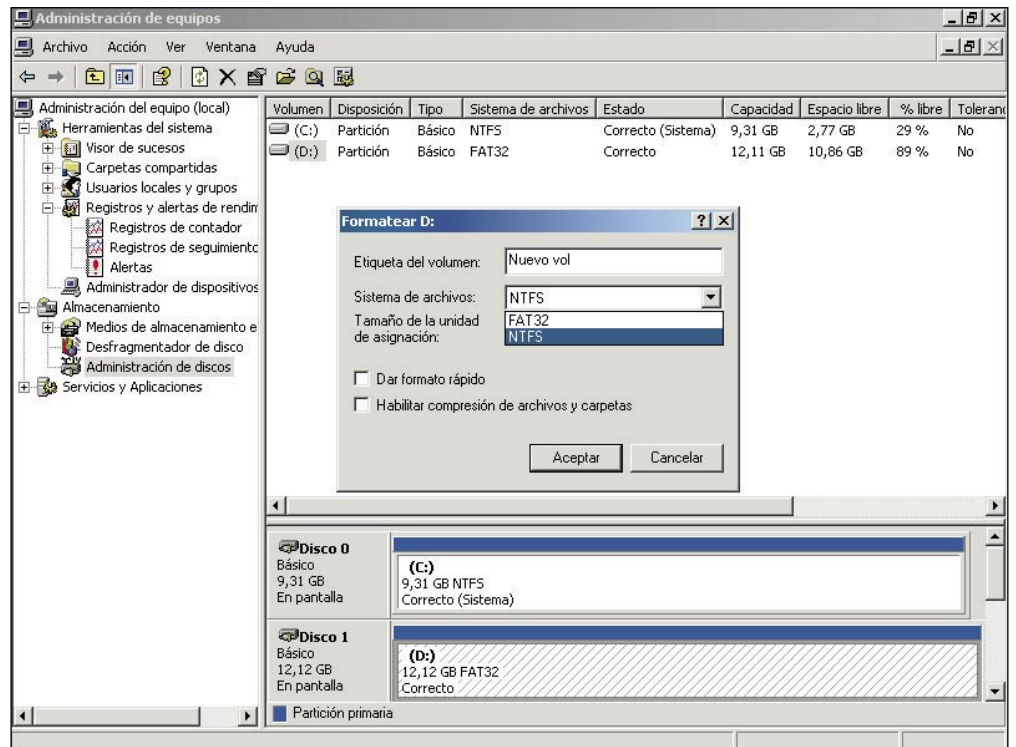 Administración de equipos
Archivo Acción Ver Ventana Ayuda
Administración del equipo (local)
Herramientas del sistema
Visor de sucesos
Carpetas compartidas
Usuarios locales y grupos
Registros y alertas de rendim
Registros de contador
Registros de seguimiento
Alertas
Administrador de dispositivos
Almacenamiento
Medios de almacenamiento e
Desfragmentador de disco
Administración de discos
Servicios y Aplicaciones
Volumen Disposición Tipo Sistema de archivos Estado Capacidad Espacio libre % libre Toleranc
(C:) Partición Básico NTFS Correcto (Sistema) 9,31 GB 2,77 GB 29 % No
(D:) Partición Básico FAT32 Correcto 12,11 GB 10,86 GB 89 % No
Formatear D:
Etiqueta del volumen: Nuevo vol
Sistema de archivos: NTFS
Tamaño de la unidad
de asignación:
FAT32
NTFS
Dar formato rápido
Habilitar compresión de archivos y carpetas
Aceptar Cancelar
Disco 0
Básico
9,31 GB
En pantalla
(C:)
9,31 GB NTFS
Correcto (Sistema)
Disco 1
Básico
12,12 GB
En pantalla
(D:)
12,12 GB FAT32
Correcto
Partición primaria